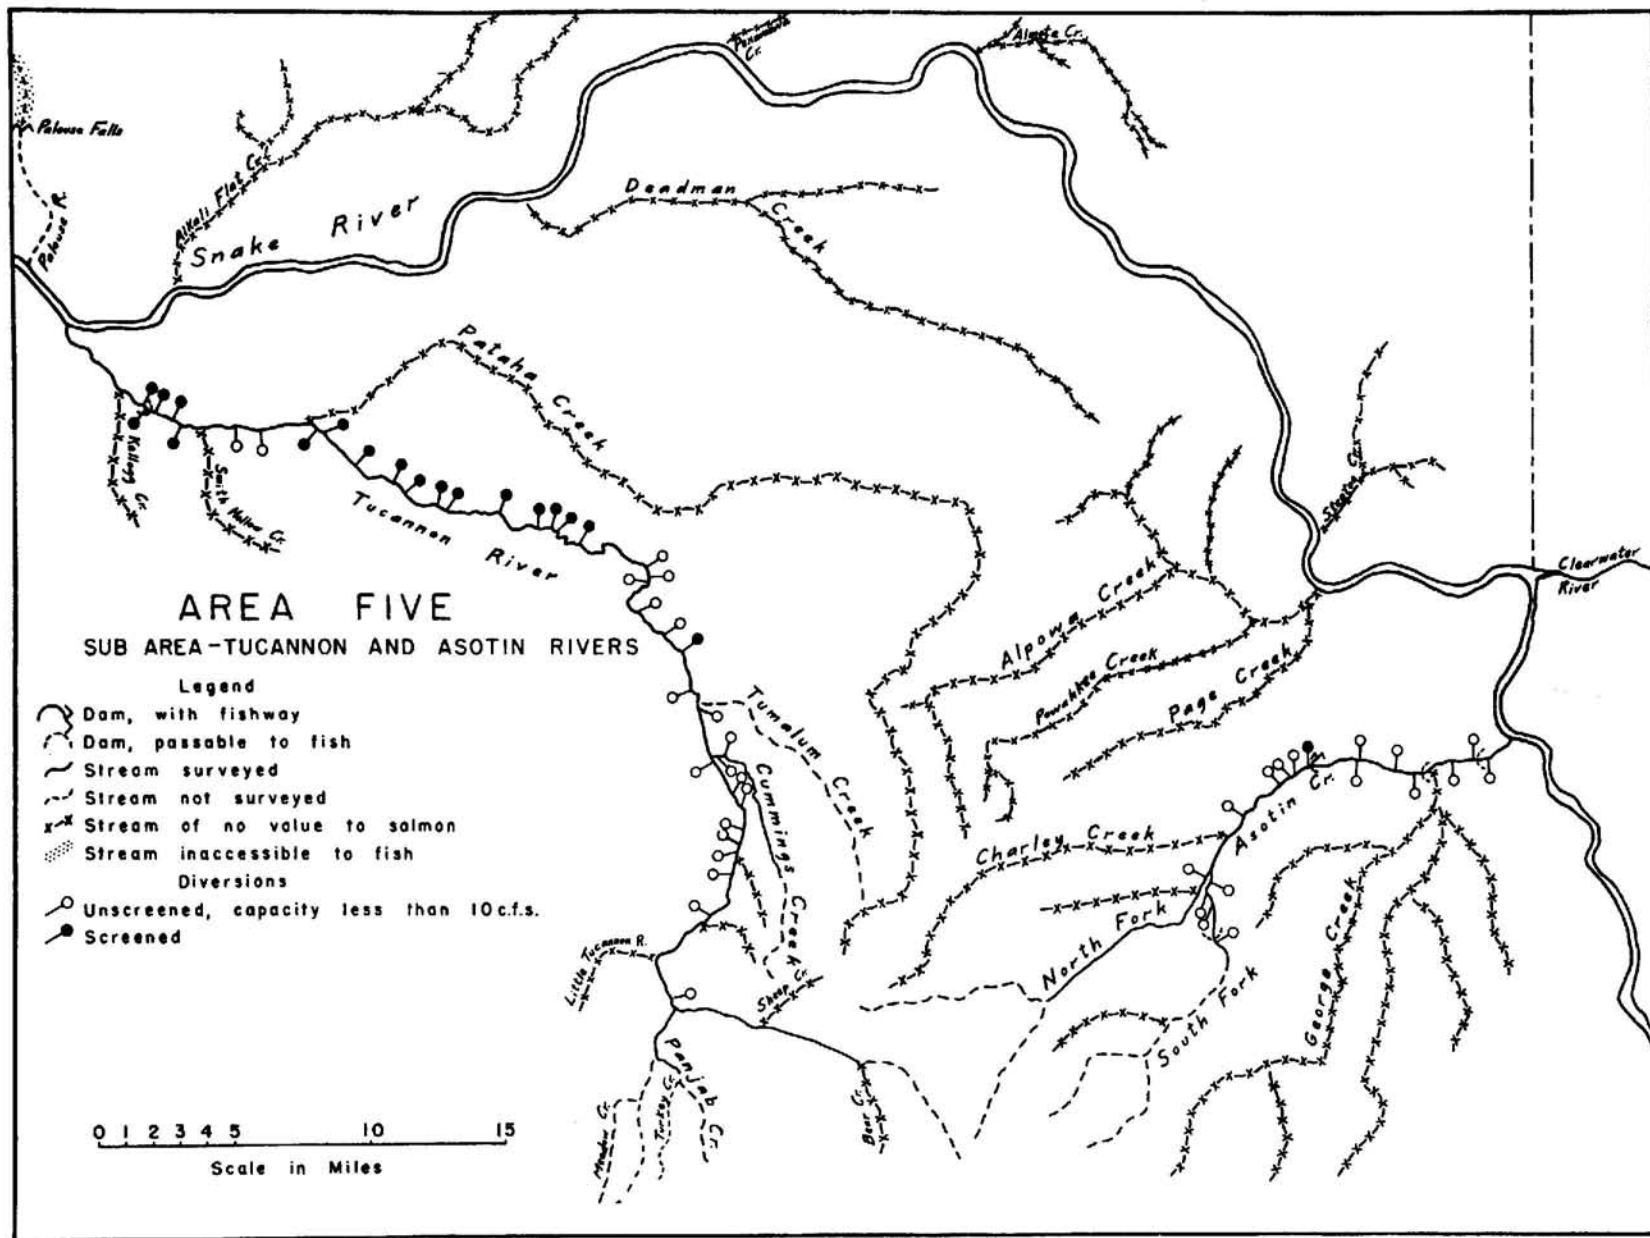 Penawawa Cr.
Almota Cr.
Palouse Falls
Palouse R.
Alkali Flat Cr.
Snake River
Deadman Creek
Pataha Creek
Kellogg Cr.
Smith Hollow Cr.
Tucannon River
Steptoe Cr.
Clearwater River
Alpowa Creek
Powahkee Creek
Page Creek
AREA FIVE
SUB AREA-TUCANNON AND ASOTIN RIVERS
Legend
Dam, with fishway
Dam, passable to fish
Stream surveyed
Stream not surveyed
Stream of no value to salmon
Stream inaccessible to fish
Diversions
Unscreened, capacity less than 10 c.f.s.
Screened
Tumalum Creek
Cummings Creek
Charley Creek
Asotin Cr.
North Fork
South Fork
George Creek
Little Tucannon R.
Sheep Cr.
Panjab Cr.
Turkey Cr.
Meadow Cr.
Bear Cr.
0 1 2 3 4 5 10 15
Scale in Miles